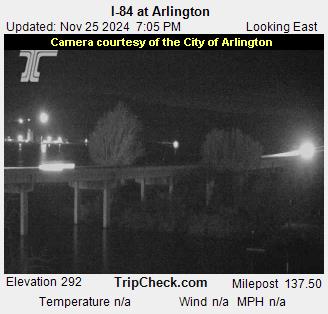 I-84 at Arlington
Updated: Nov 25 2024 7:05 PM Looking East
Camera courtesy of the City of Arlington
Elevation 292 TripCheck.com Milepost 137.50
Temperature n/a Wind n/a MPH n/a